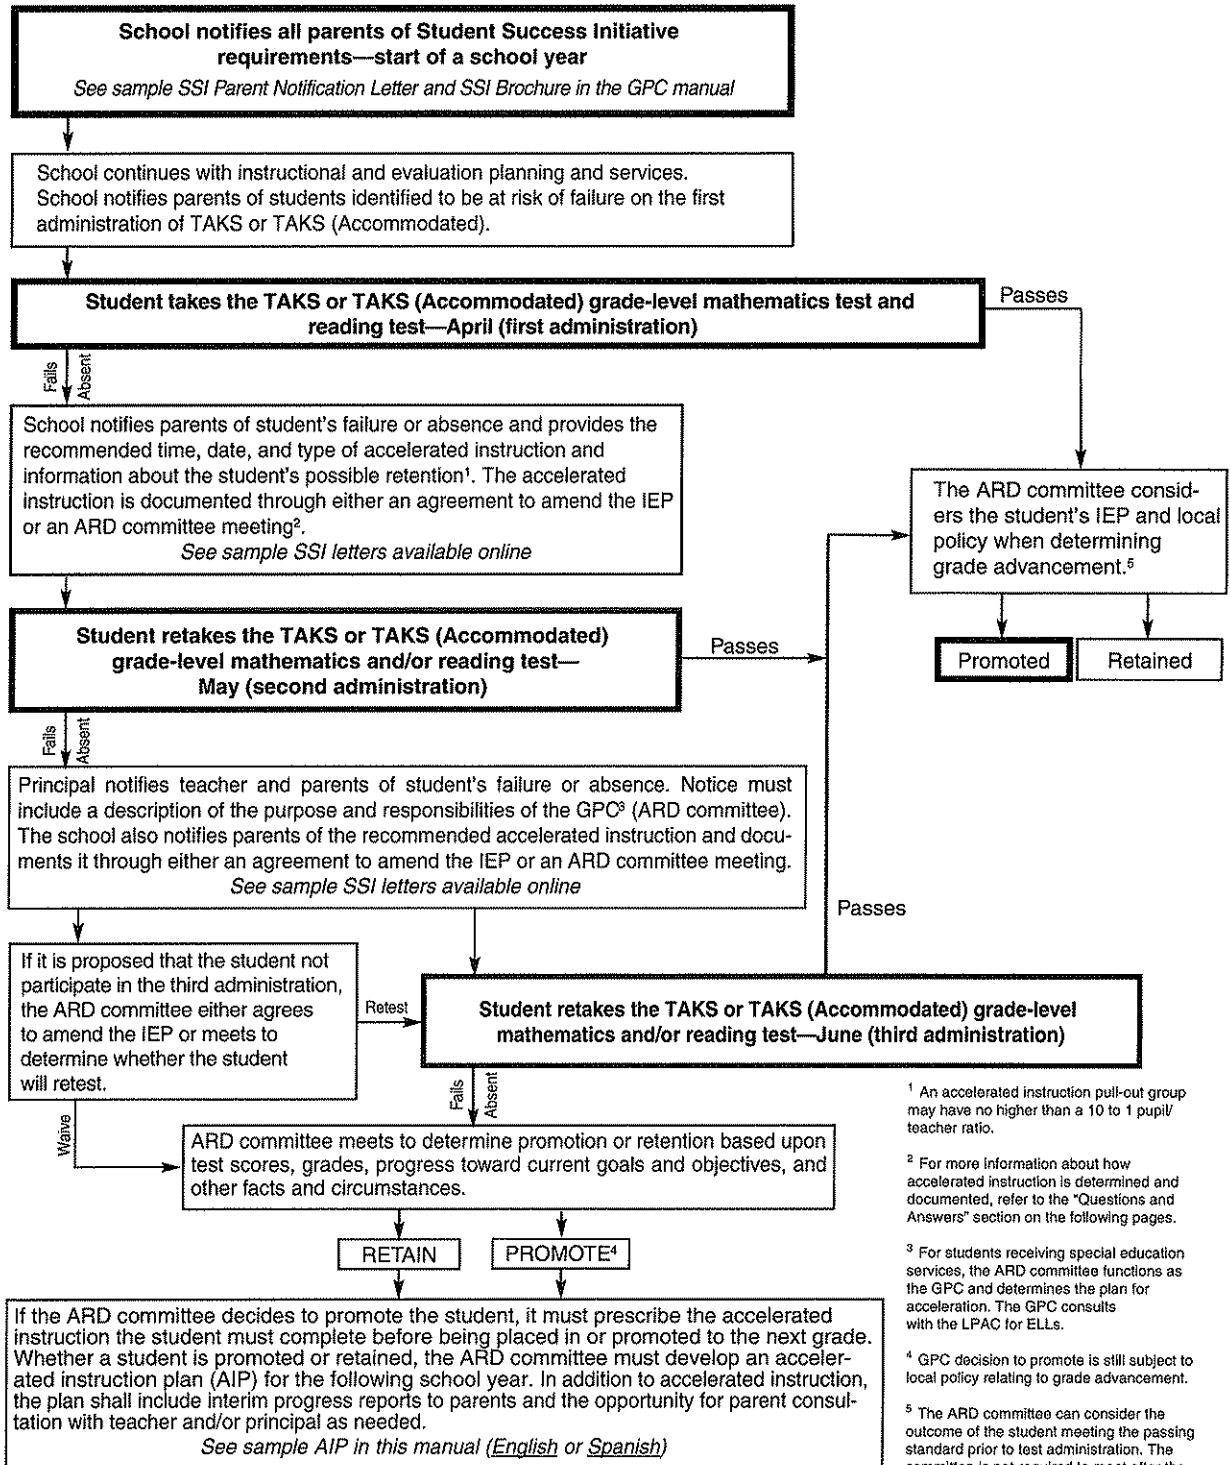 School notifies all parents of Student Success Initiative
requirements—start of a school year
See sample SSI Parent Notification Letter and SSI Brochure in the GPC manual
School continues with instructional and evaluation planning and services.
School notifies parents of students identified to be at risk of failure on the first
administration of TAKS or TAKS (Accommodated).
Student takes the TAKS or TAKS (Accommodated) grade-level mathematics test and
reading test—April (first administration)
Passes
Fails
Absent
School notifies parents of student's failure or absence and provides the
recommended time, date, and type of accelerated instruction and
information about the student's possible retention¹. The accelerated
instruction is documented through either an agreement to amend the IEP
or an ARD committee meeting².
See sample SSI letters available online
The ARD committee consid-
ers the student's IEP and local
policy when determining
grade advancement.⁵
Promoted
Retained
Student retakes the TAKS or TAKS (Accommodated)
grade-level mathematics and/or reading test—
May (second administration)
Passes
Fails
Absent
Principal notifies teacher and parents of student's failure or absence. Notice must
include a description of the purpose and responsibilities of the GPC³ (ARD committee).
The school also notifies parents of the recommended accelerated instruction and docu-
ments it through either an agreement to amend the IEP or an ARD committee meeting.
See sample SSI letters available online
Passes
If it is proposed that the student not
participate in the third administration,
the ARD committee either agrees
to amend the IEP or meets to
determine whether the student
will retest.
Retest
Student retakes the TAKS or TAKS (Accommodated) grade-level
mathematics and/or reading test—June (third administration)
Fails
Absent
Waive
ARD committee meets to determine promotion or retention based upon
test scores, grades, progress toward current goals and objectives, and
other facts and circumstances.
RETAIN
PROMOTE⁴
If the ARD committee decides to promote the student, it must prescribe the accelerated
instruction the student must complete before being placed in or promoted to the next grade.
Whether a student is promoted or retained, the ARD committee must develop an acceler-
ated instruction plan (AIP) for the following school year. In addition to accelerated instruction,
the plan shall include interim progress reports to parents and the opportunity for parent consul-
tation with teacher and/or principal as needed.
See sample AIP in this manual (English or Spanish)
¹ An accelerated instruction pull-out group
may have no higher than a 10 to 1 pupil/
teacher ratio.
² For more information about how
accelerated instruction is determined and
documented, refer to the "Questions and
Answers" section on the following pages.
³ For students receiving special education
services, the ARD committee functions as
the GPC and determines the plan for
acceleration. The GPC consults
with the LPAC for ELLs.
⁴ GPC decision to promote is still subject to
local policy relating to grade advancement.
⁵ The ARD committee can consider the
outcome of the student meeting the passing
standard prior to test administration. The